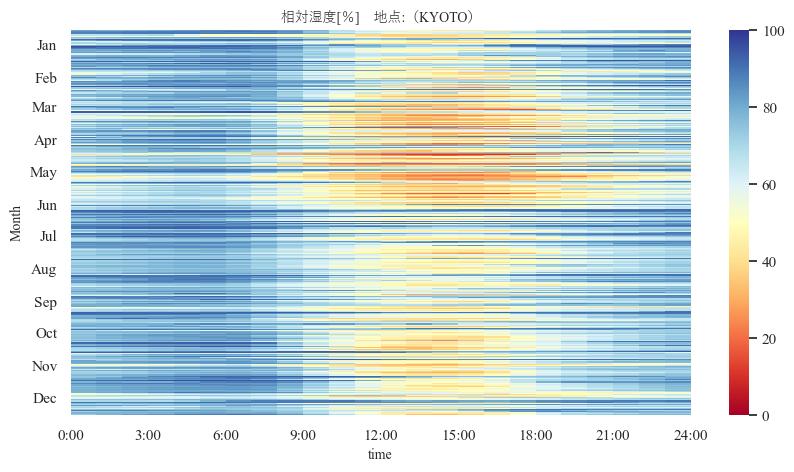 相対湿度[%] 地点:（KYOTO）
Month
Jan
Feb
Mar
Apr
May
Jun
Jul
Aug
Sep
Oct
Nov
Dec
0:00 3:00 6:00 9:00 12:00 15:00 18:00 21:00 24:00
time
100
80
60
40
20
0